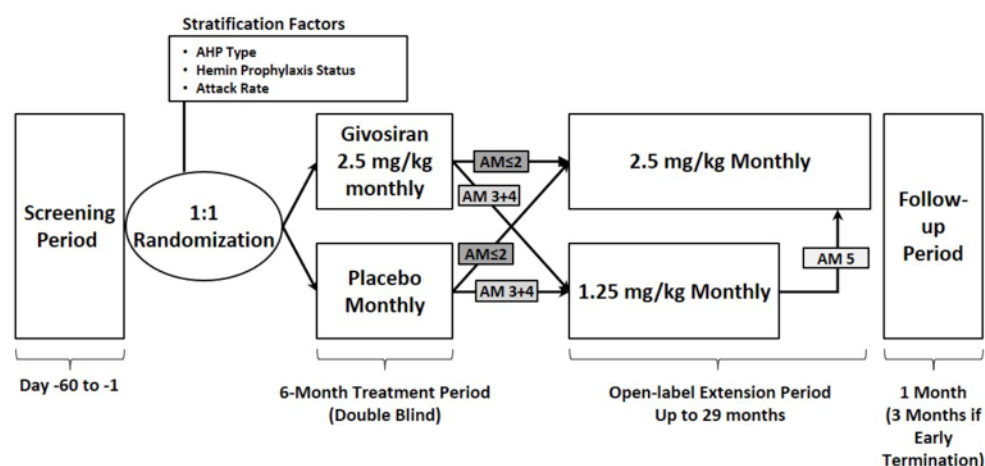 Stratification Factors
• AHP Type
• Hemin Prophylaxis Status
• Attack Rate
Screening
Period
1:1
Randomization
Givosiran
2.5 mg/kg
monthly
Placebo
Monthly
AM≤2
AM 3+4
AM≤2
AM 3+4
2.5 mg/kg Monthly
1.25 mg/kg Monthly
AM 5
Follow-
up
Period
Day -60 to -1
6-Month Treatment Period
(Double Blind)
Open-label Extension Period
Up to 29 months
1 Month
(3 Months if
Early
Termination)